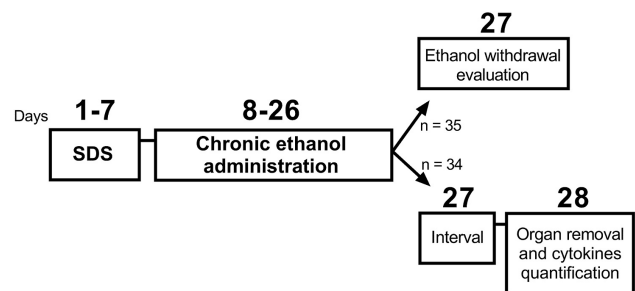 27
Ethanol withdrawal
evaluation
Days
1-7
8-26
SDS
Chronic ethanol
administration
n = 35
n = 34
27
28
Interval
Organ removal
and cytokines
quantification